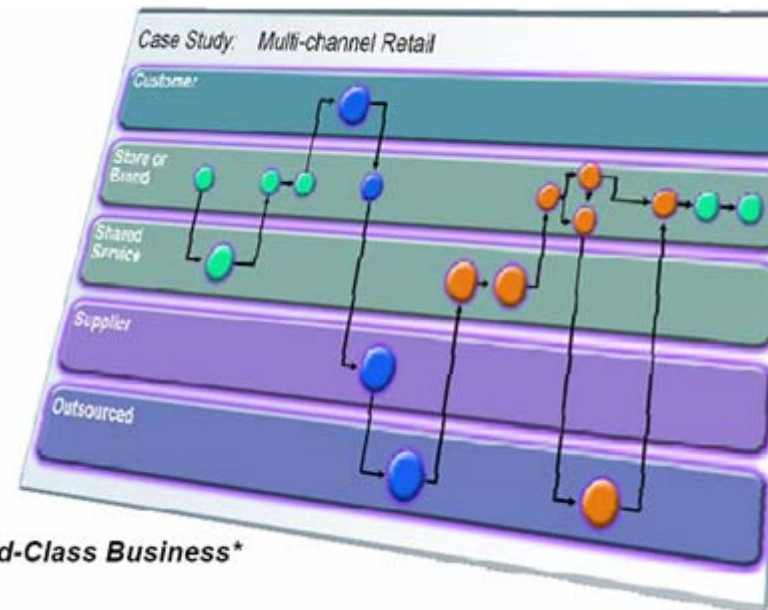 Case Study: Multi-channel Retail
Customer
Store or
Brand
Shared
Service
Supplier
Outsourced
d-Class Business*